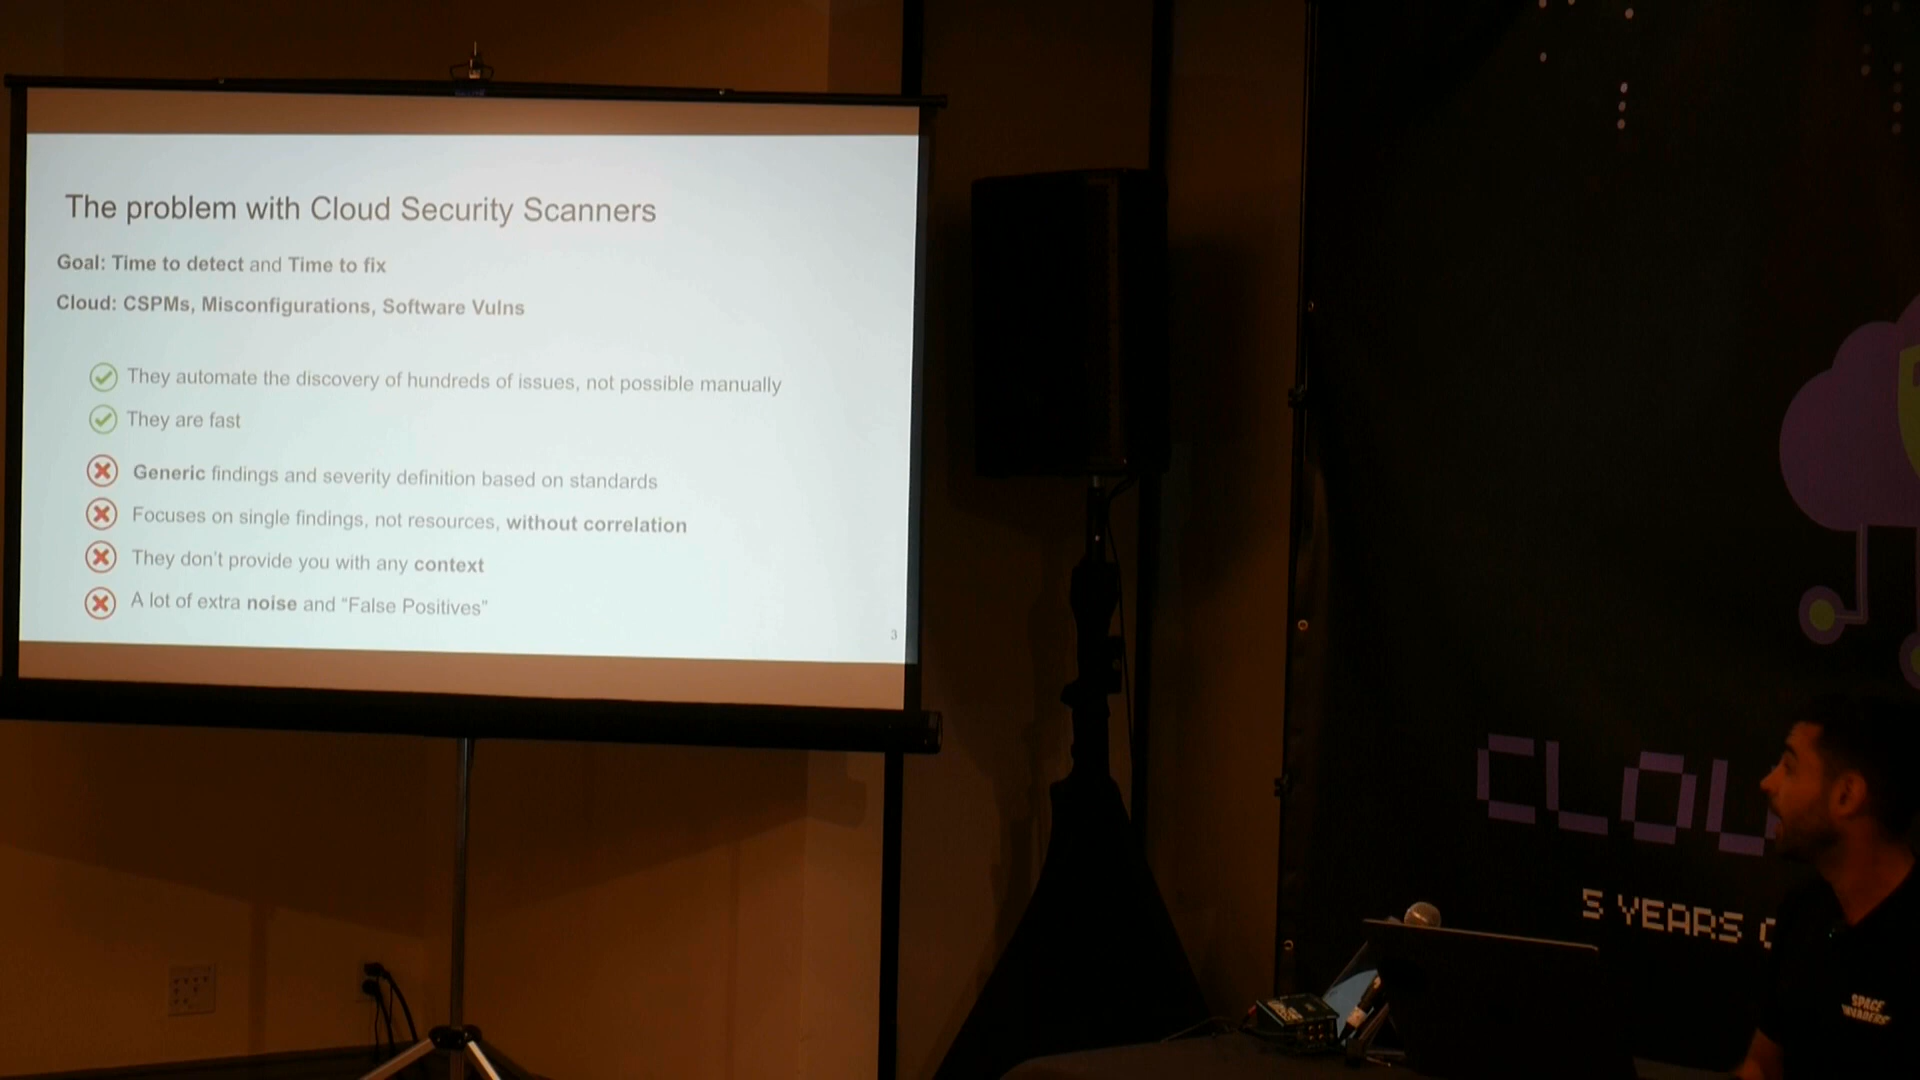 The problem with Cloud Security Scanners
Goal: Time to detect and Time to fix
Cloud: CSPMs, Misconfigurations, Software Vulns
They automate the discovery of hundreds of issues, not possible manually
They are fast
Generic findings and severity definition based on standards
Focuses on single findings, not resources, without correlation
They don't provide you with any context
A lot of extra noise and “False Positives”
3
CLOU
5 YEARS
SPACE
INVADERS